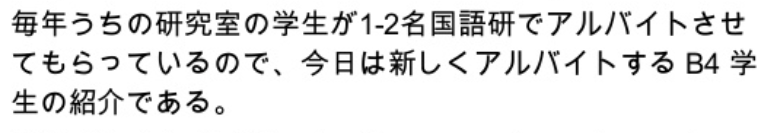 毎年うちの研究室の学生が1-2名国語研でアルバイトさせ
てもらっているので、今日は新しくアルバイトする B4 学
生の紹介である。